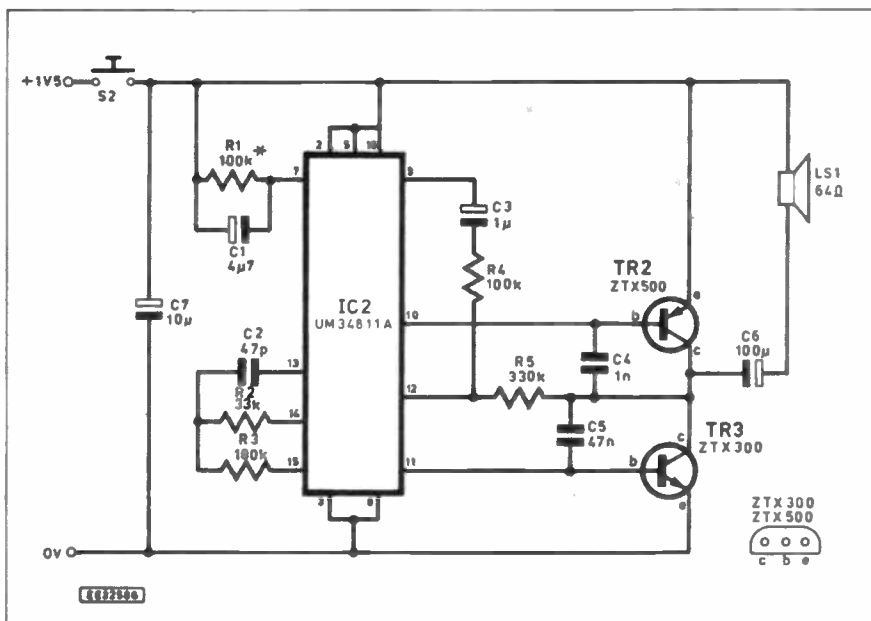 +1V5
S2
R1
100k *
C1
4µ7
C7
10µ
C2
47p
R2
33k
R3
180k
2
5
16
7
13
14
15
3
8
IC2
UM34811A
9
10
12
11
C3
1µ
R4
100k
R5
330k
C4
1n
C5
47n
TR2
ZTX500
b
e
c
TR3
ZTX300
b
c
e
C6
100µ
LS1
64Ω
0V
ZTX300
ZTX500
c b e